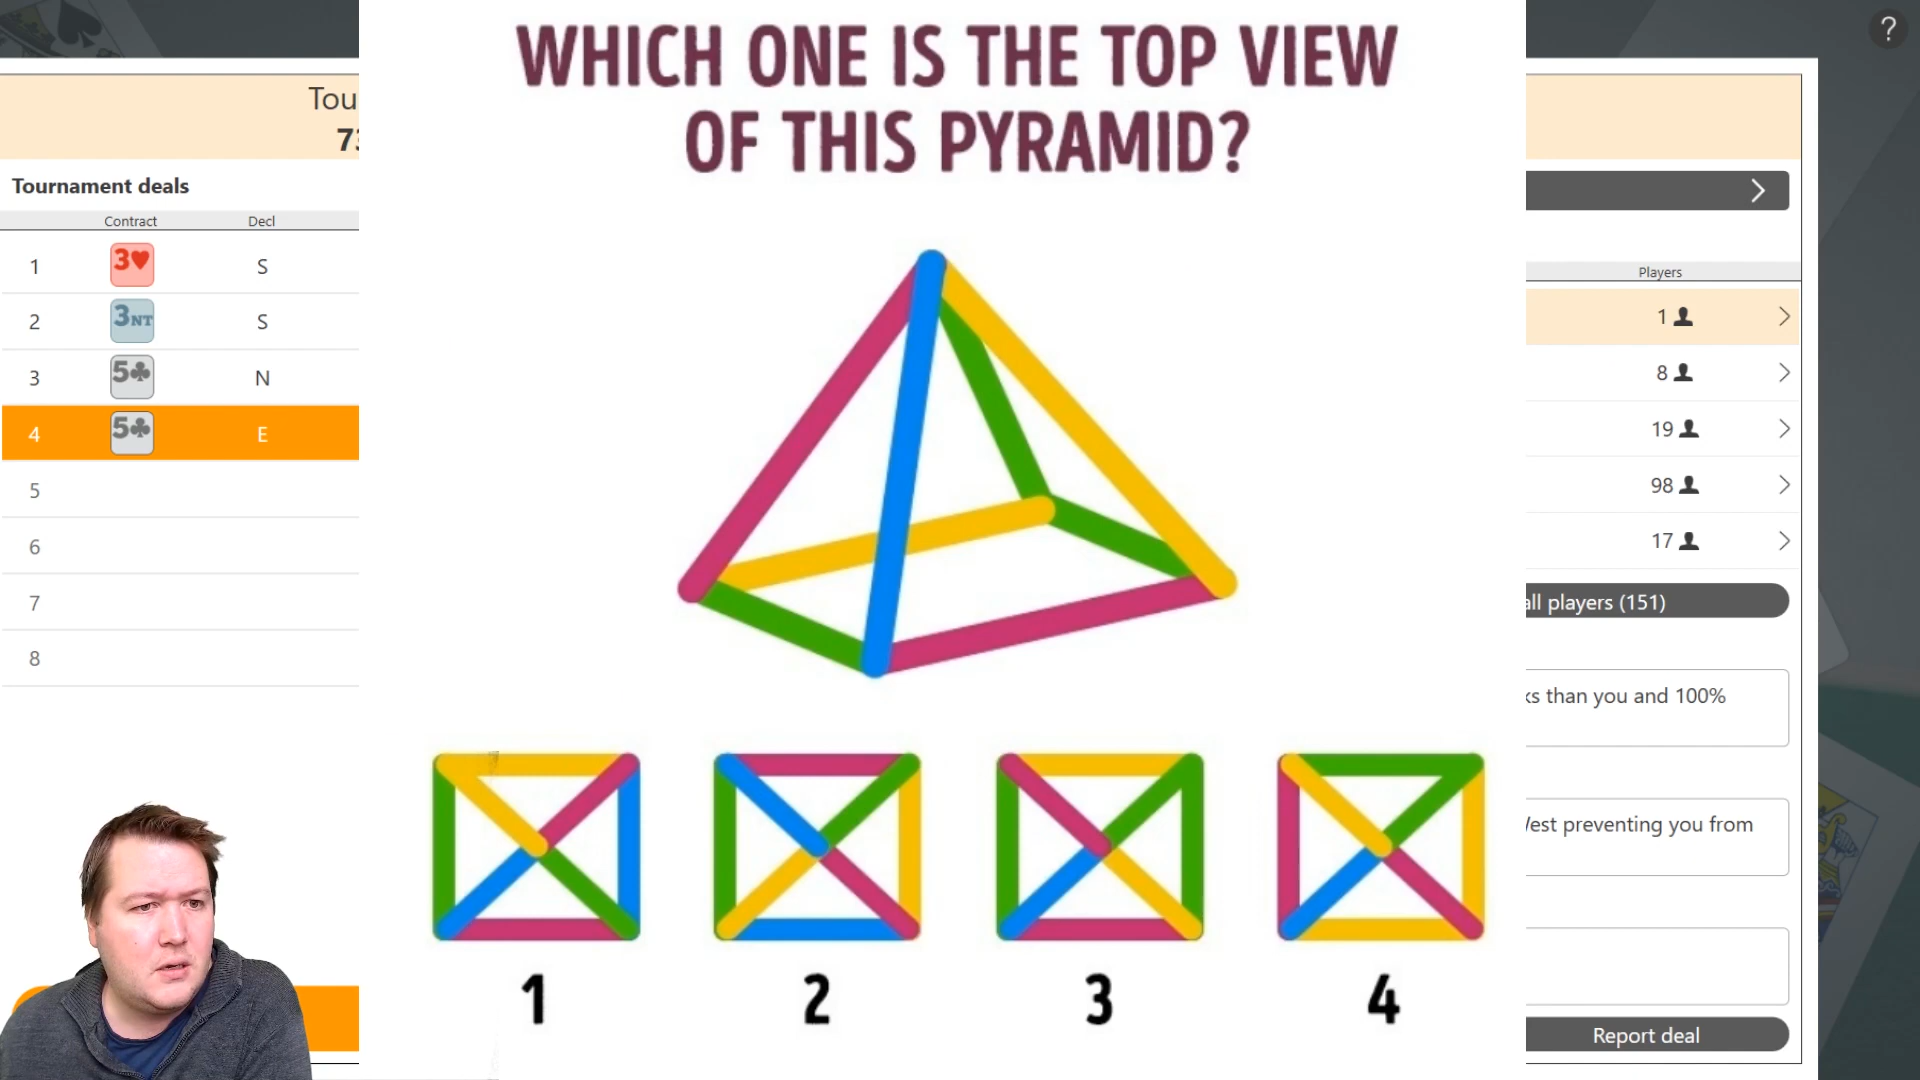 ?
WHICH ONE IS THE TOP VIEW
OF THIS PYRAMID?
Tou
Tournament deals
Contract Decl
Players
1 3♥ S
2 3NT S
3 5♣ N
4 5♣ E
5
6
7
8
1
8
19
98
17
all players (151)
than you and 100%
preventing you from
Report deal
1 2 3 4